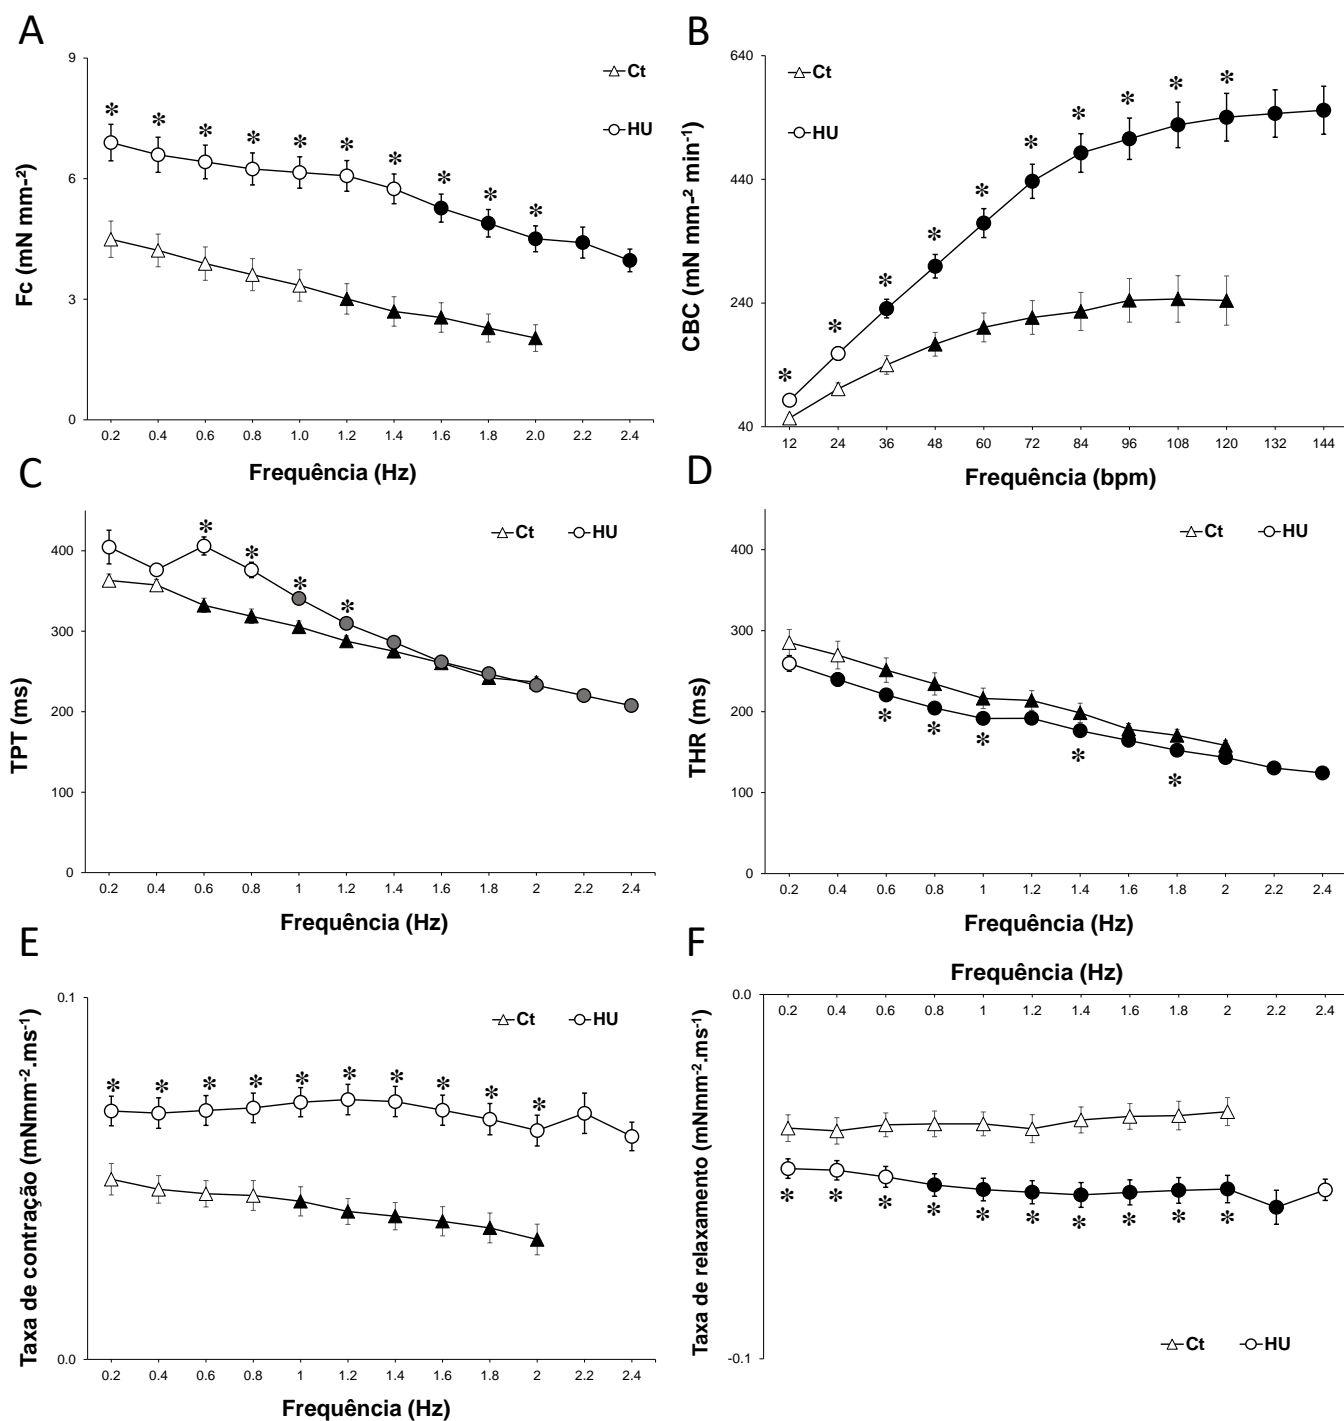 A
9
6
3
0
Fc (mN mm-²)
Ct
HU
* * * * * * * * * *
0.2 0.4 0.6 0.8 1.0 1.2 1.4 1.6 1.8 2.0 2.2 2.4
Frequência (Hz)
B
640
440
240
40
CBC (mN mm-² min-¹)
Ct
HU
* * * * * * * * * *
12 24 36 48 60 72 84 96 108 120 132 144
Frequência (bpm)
C
400
300
200
100
0
TPT (ms)
Ct HU
* * * *
0.2 0.4 0.6 0.8 1 1.2 1.4 1.6 1.8 2 2.2 2.4
Frequência (Hz)
D
400
300
200
100
0
THR (ms)
Ct HU
* * * * *
0.2 0.4 0.6 0.8 1 1.2 1.4 1.6 1.8 2 2.2 2.4
Frequência (Hz)
E
0.1
0.0
Taxa de contração (mNmm-².ms-¹)
Ct HU
* * * * * * * * * *
0.2 0.4 0.6 0.8 1 1.2 1.4 1.6 1.8 2 2.2 2.4
Frequência (Hz)
F
Frequência (Hz)
0.0
-0.1
0.2 0.4 0.6 0.8 1 1.2 1.4 1.6 1.8 2 2.2 2.4
Taxa de relaxamento (mNmm-².ms-¹)
* * * * * * * * * *
Ct HU